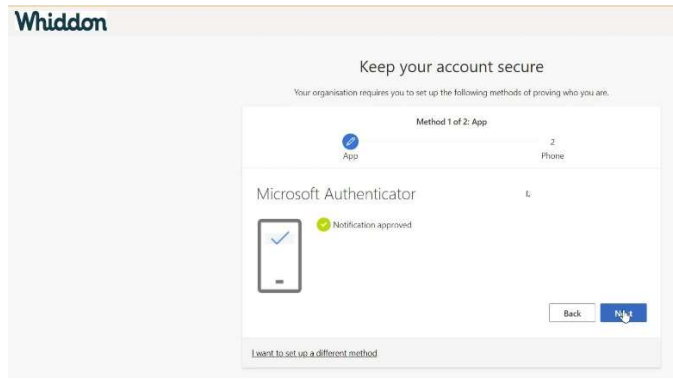 Whiddon
Keep your account secure
Your organisation requires you to set up the following methods of proving who you are.
Method 1 of 2: App
App
2
Phone
Microsoft Authenticator
Notification approved
Back
Next
I want to set up a different method